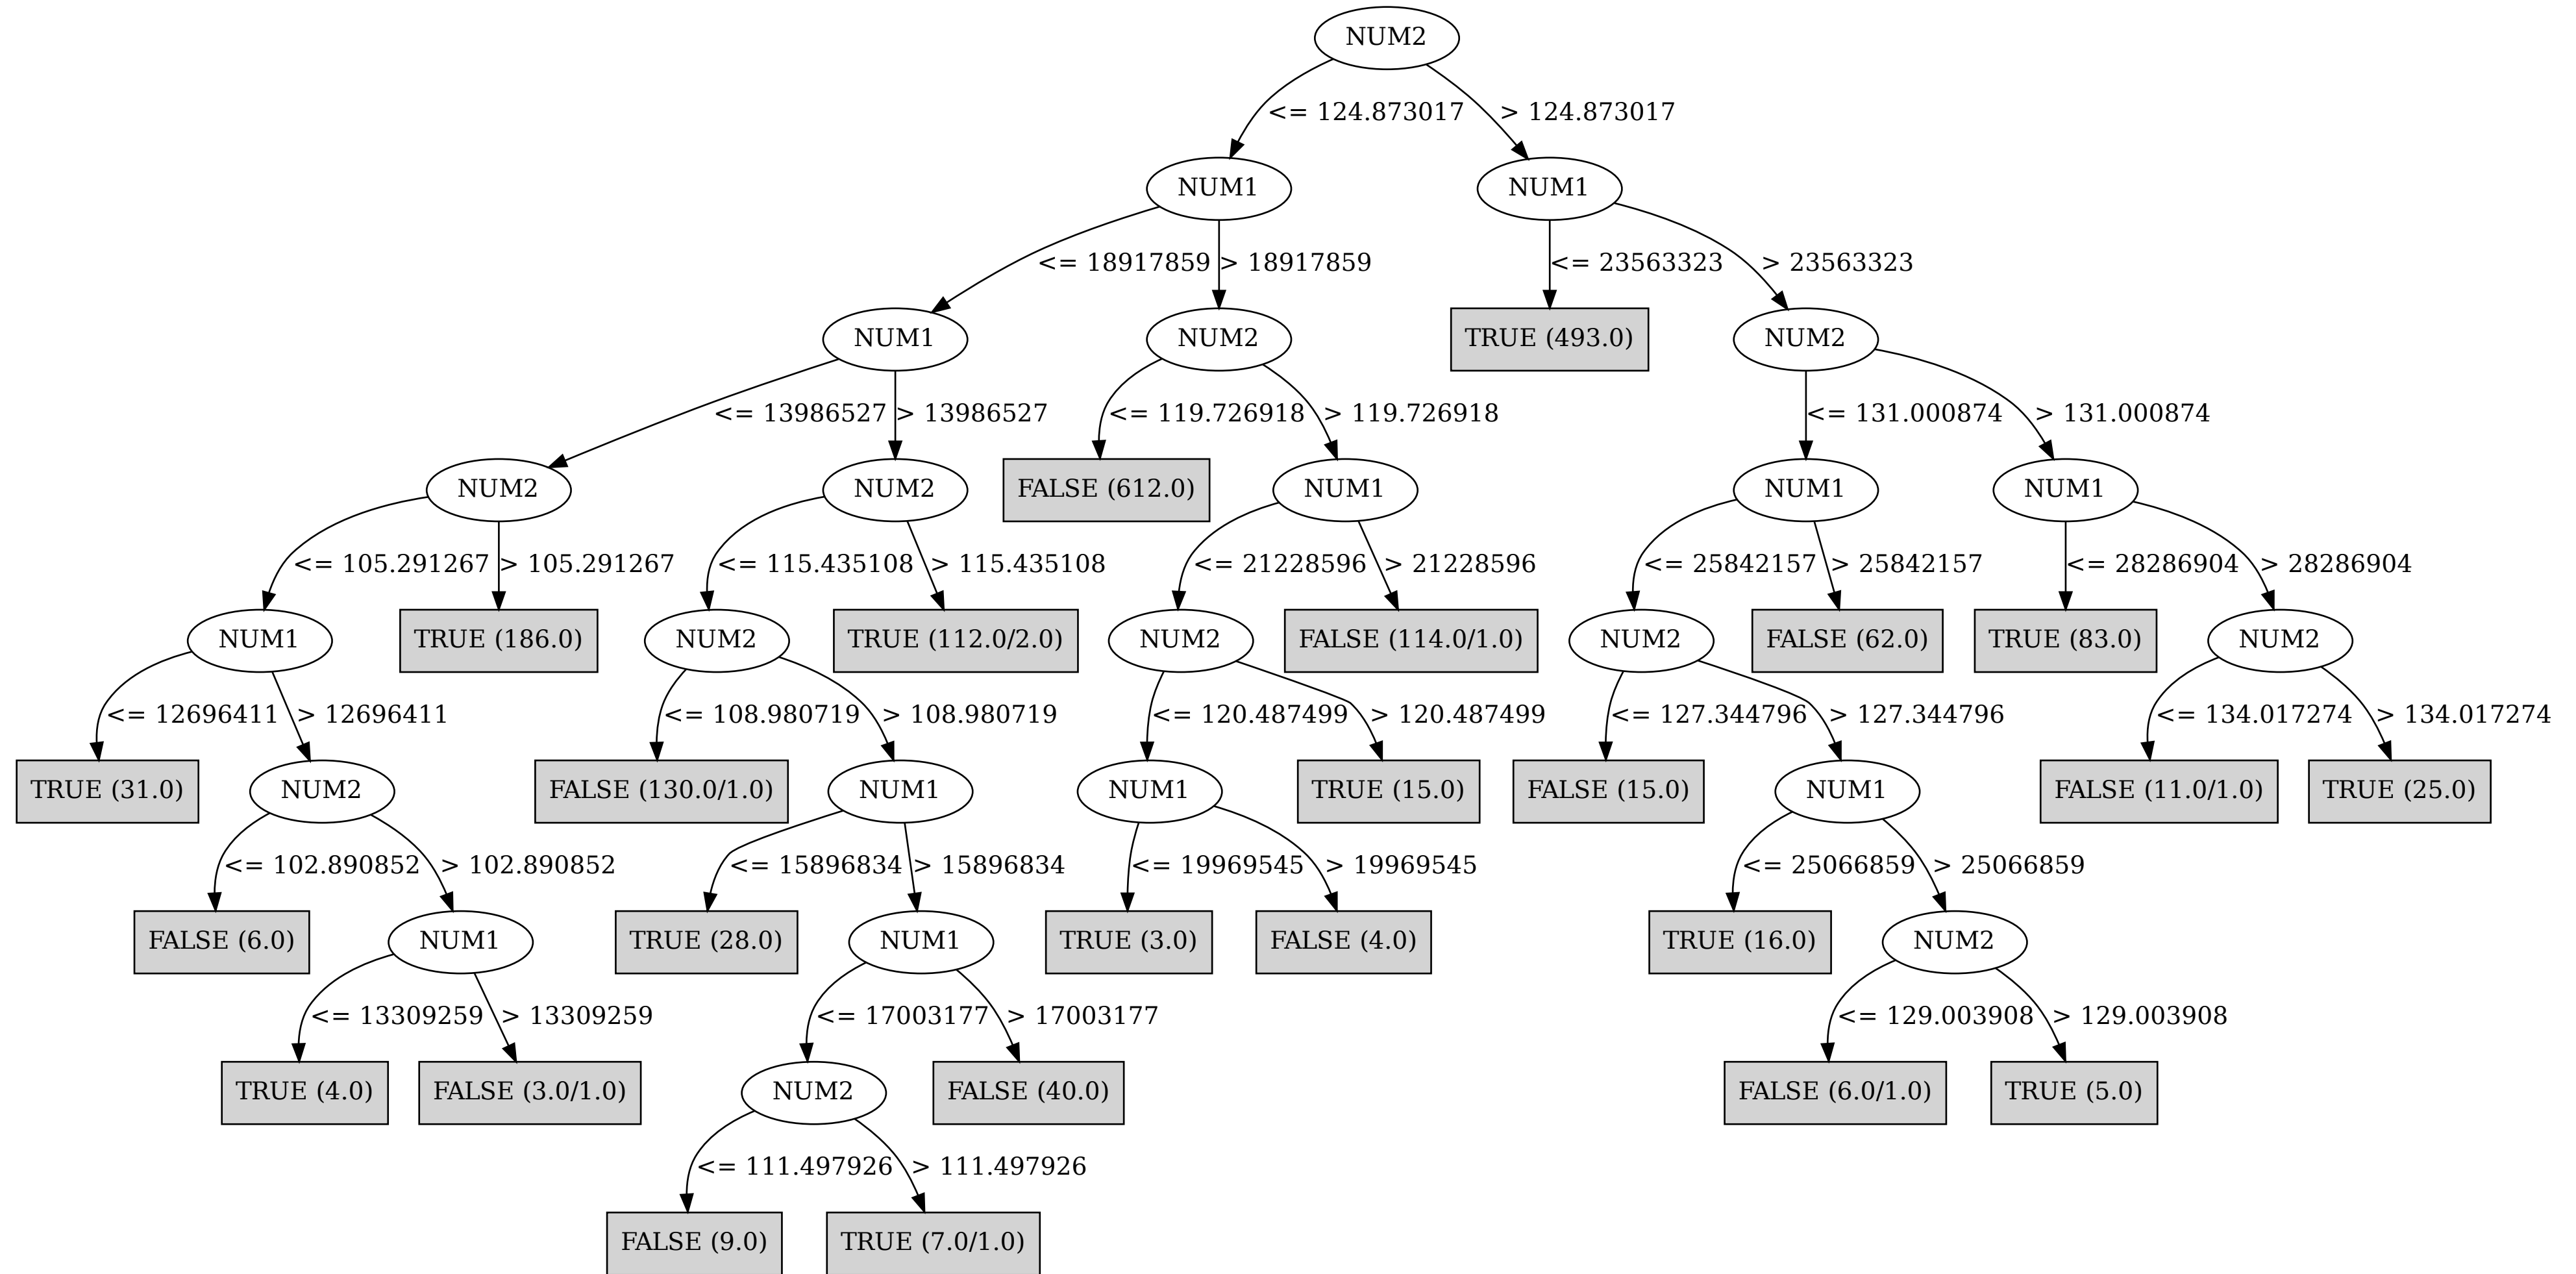 NUM2
<= 124.873017 > 124.873017
NUM1 NUM1
<= 18917859 > 18917859 <= 23563323 > 23563323
NUM1 NUM2 TRUE (493.0) NUM2
<= 13986527 > 13986527 <= 119.726918 > 119.726918 <= 131.000874 > 131.000874
NUM2 NUM2 FALSE (612.0) NUM1 NUM1 NUM1
<= 105.291267 > 105.291267 <= 115.435108 > 115.435108 <= 21228596 > 21228596 <= 25842157 > 25842157 <= 28286904 > 28286904
NUM1 TRUE (186.0) NUM2 TRUE (112.0/2.0) NUM2 FALSE (114.0/1.0) NUM2 FALSE (62.0) TRUE (83.0) NUM2
<= 12696411 > 12696411 <= 108.980719 > 108.980719 <= 120.487499 > 120.487499 <= 127.344796 > 127.344796 <= 134.017274 > 134.017274
TRUE (31.0) NUM2 FALSE (130.0/1.0) NUM1 NUM1 TRUE (15.0) FALSE (15.0) NUM1 FALSE (11.0/1.0) TRUE (25.0)
<= 102.890852 > 102.890852 <= 15896834 > 15896834 <= 19969545 > 19969545 <= 25066859 > 25066859
FALSE (6.0) NUM1 TRUE (28.0) NUM1 TRUE (3.0) FALSE (4.0) TRUE (16.0) NUM2
<= 13309259 > 13309259 <= 17003177 > 17003177 <= 129.003908 > 129.003908
TRUE (4.0) FALSE (3.0/1.0) NUM2 FALSE (40.0) FALSE (6.0/1.0) TRUE (5.0)
<= 111.497926 > 111.497926
FALSE (9.0) TRUE (7.0/1.0)